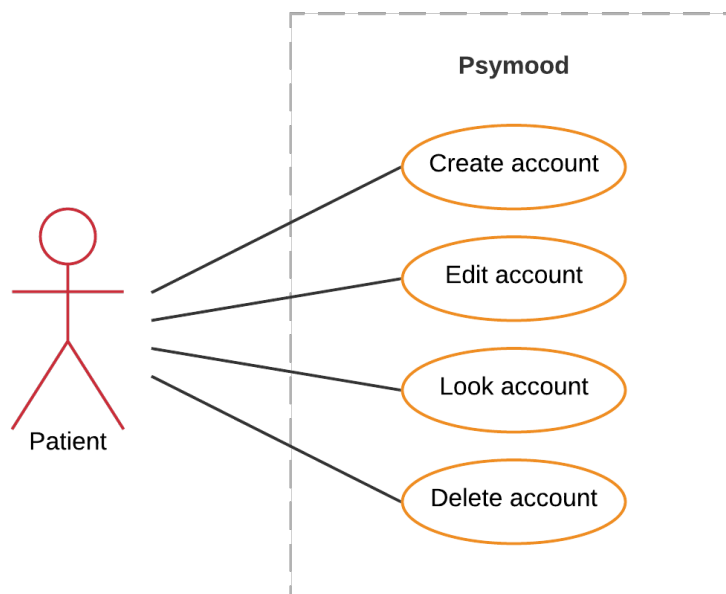 Psymood
Create account
Edit account
Look account
Delete account
Patient